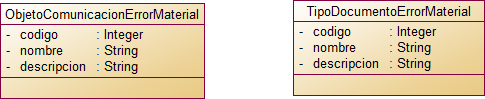 ObjetoComunicacionErrorMaterial
- codigo : Integer
- nombre : String
- descripcion : String
TipoDocumentoErrorMaterial
- codigo : Integer
- nombre : String
- descripcion : String